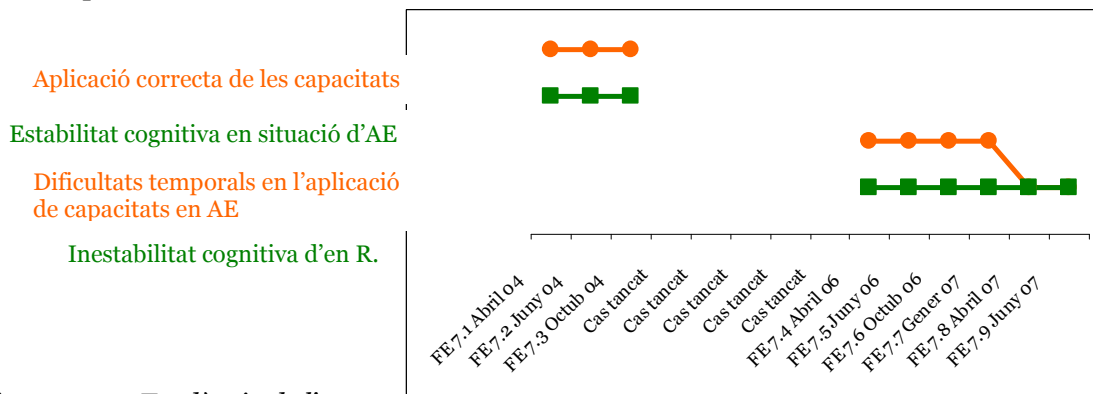 Aplicació correcta de les capacitats
Estabilitat cognitiva en situació d'AE
Dificultats temporals en l'aplicació
de capacitats en AE
Inestabilitat cognitiva d'en R.
FE7.1 Abril 04
FE7.2 Juny 04
FE7.3 Octub 04
Cas tancat
Cas tancat
Cas tancat
Cas tancat
Cas tancat
FE7.4 Abril 06
FE7.5 Juny 06
FE7.6 Octub 06
FE7.7 Gener 07
FE7.8 Abril 07
FE7.9 Juny 07